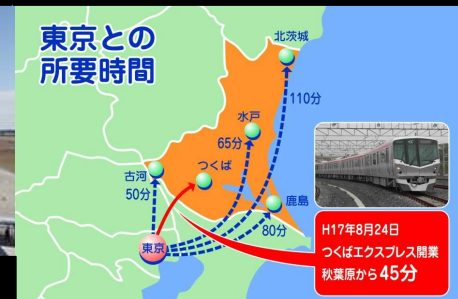 東京との
所要時間
北茨城
110分
水戸
65分
つくば
古河
50分
鹿島
80分
東京
H17年8月24日
つくばエクスプレス開業
秋葉原から45分